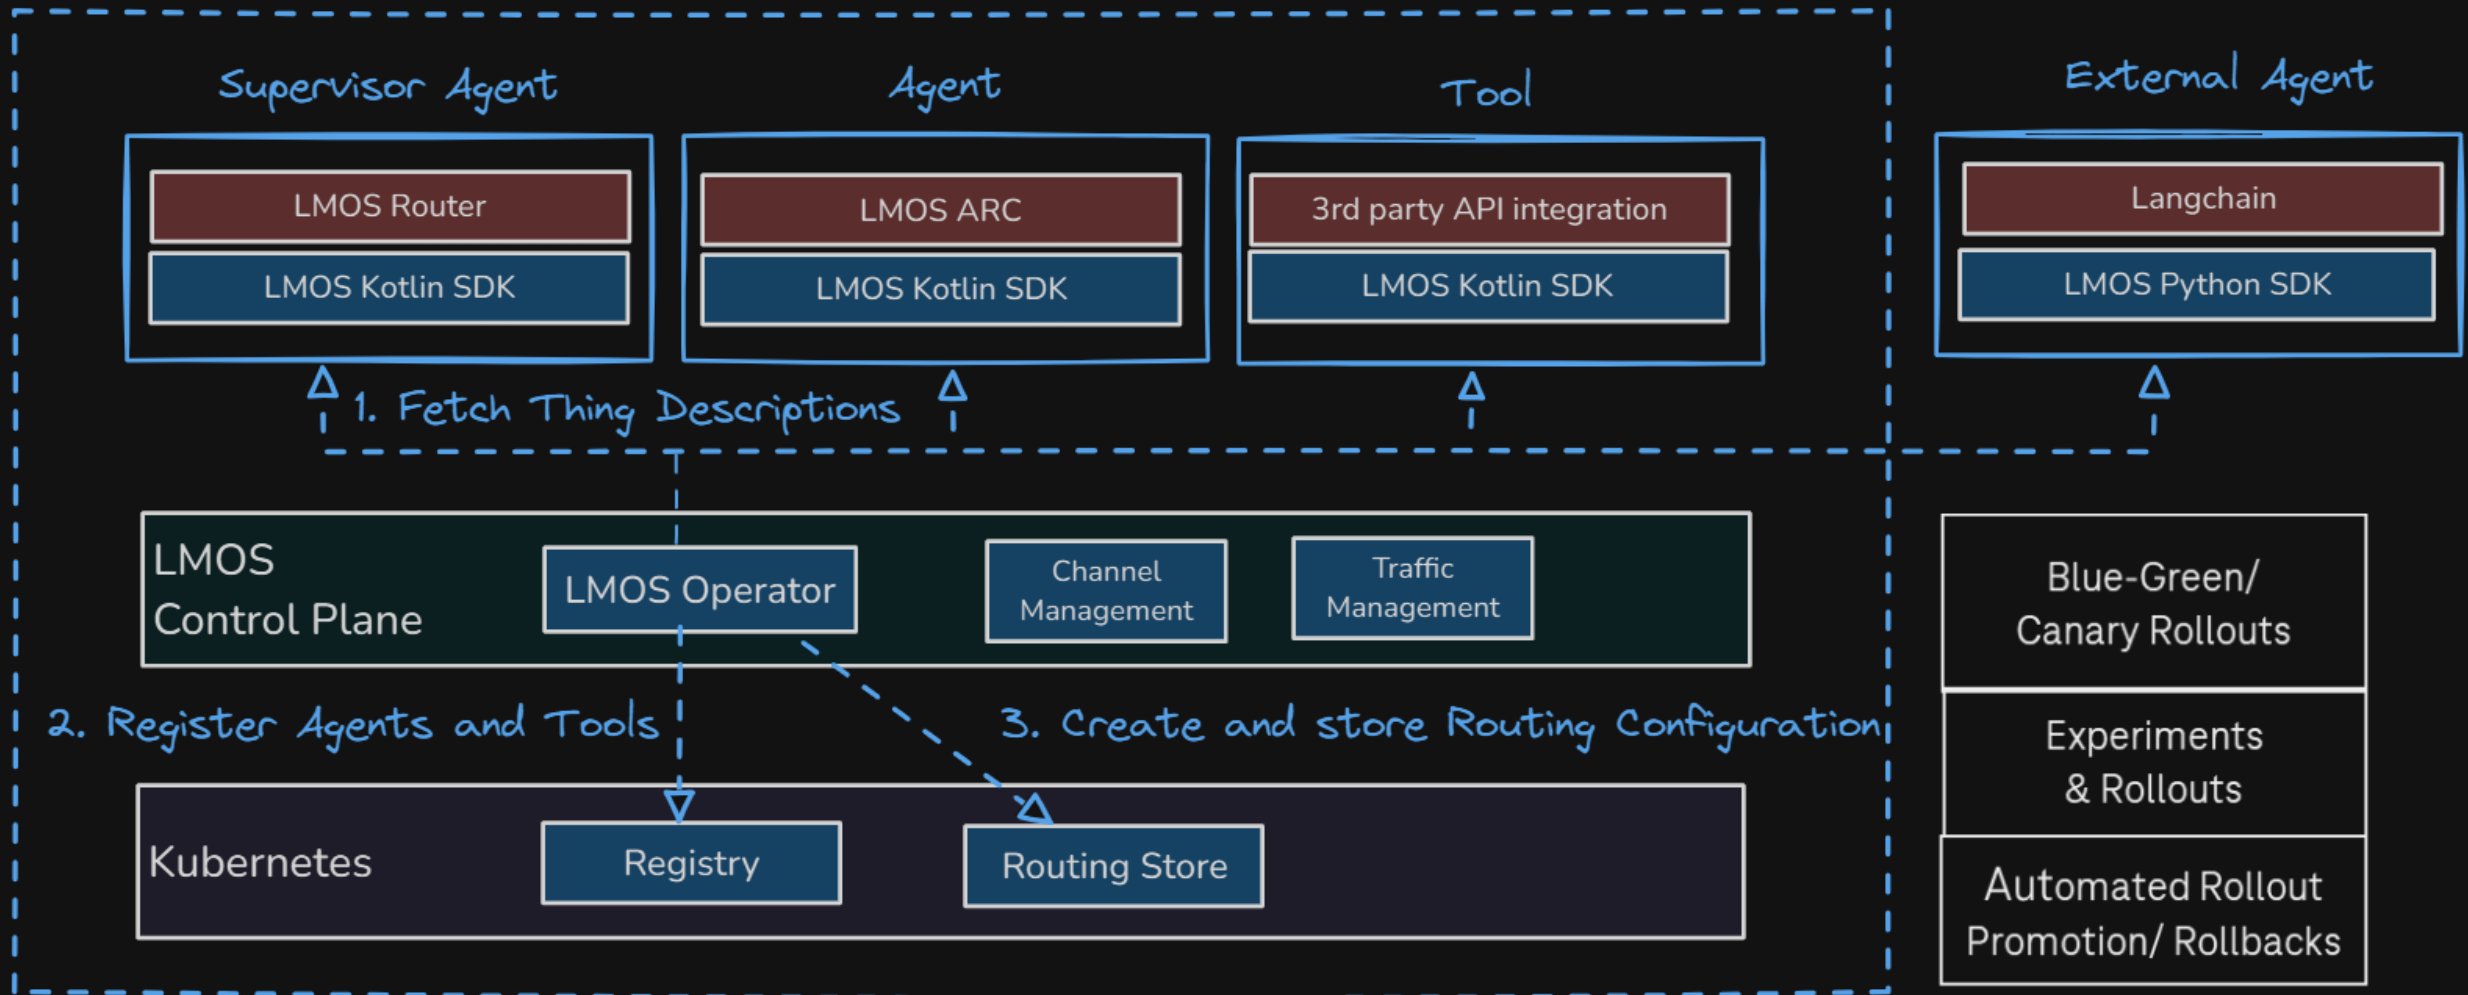 Supervisor Agent
Agent
Tool
External Agent
LMOS Router
LMOS Kotlin SDK
LMOS ARC
LMOS Kotlin SDK
3rd party API integration
LMOS Kotlin SDK
Langchain
LMOS Python SDK
1. Fetch Thing Descriptions
LMOS
Control Plane
LMOS Operator
Channel
Management
Traffic
Management
2. Register Agents and Tools
3. Create and store Routing Configuration
Kubernetes
Registry
Routing Store
Blue-Green/
Canary Rollouts
Experiments
& Rollouts
Automated Rollout
Promotion/ Rollbacks